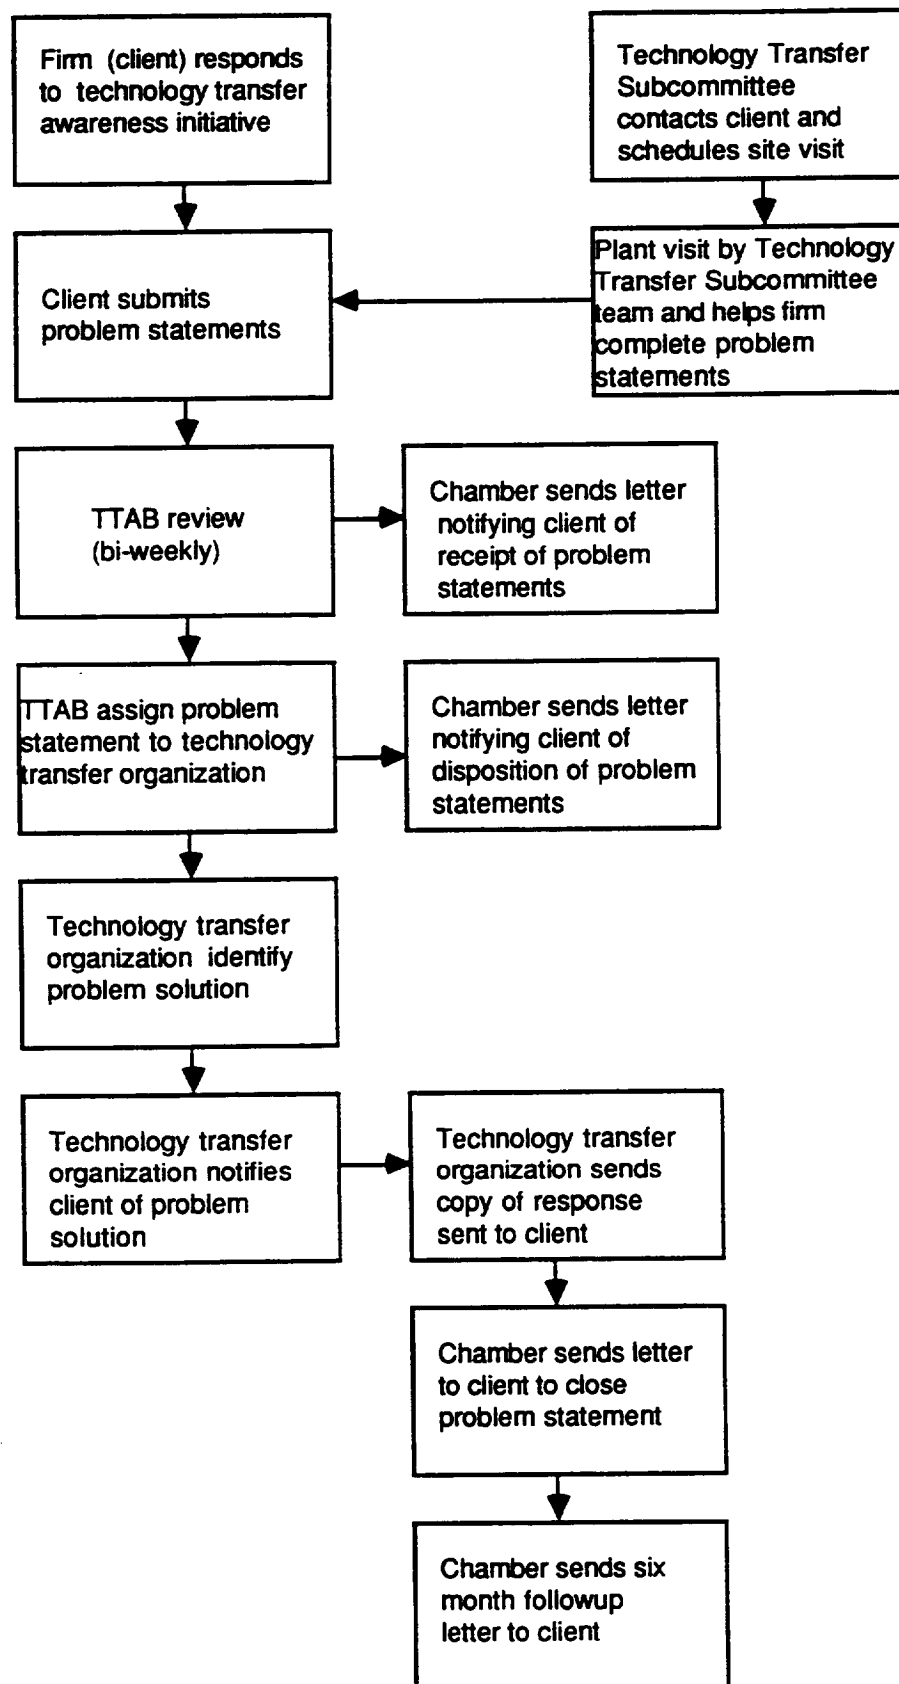 Firm (client) responds
to technology transfer
awareness initiative
Technology Transfer
Subcommittee
contacts client and
schedules site visit
Client submits
problem statements
Plant visit by Technology
Transfer Subcommittee
team and helps firm
complete problem
statements
TTAB review
(bi-weekly)
Chamber sends letter
notifying client of
receipt of problem
statements
TTAB assign problem
statement to technology
transfer organization
Chamber sends letter
notifying client of
disposition of problem
statements
Technology transfer
organization identify
problem solution
Technology transfer
organization notifies
client of problem
solution
Technology transfer
organization sends
copy of response
sent to client
Chamber sends letter
to client to close
problem statement
Chamber sends six
month followup
letter to client